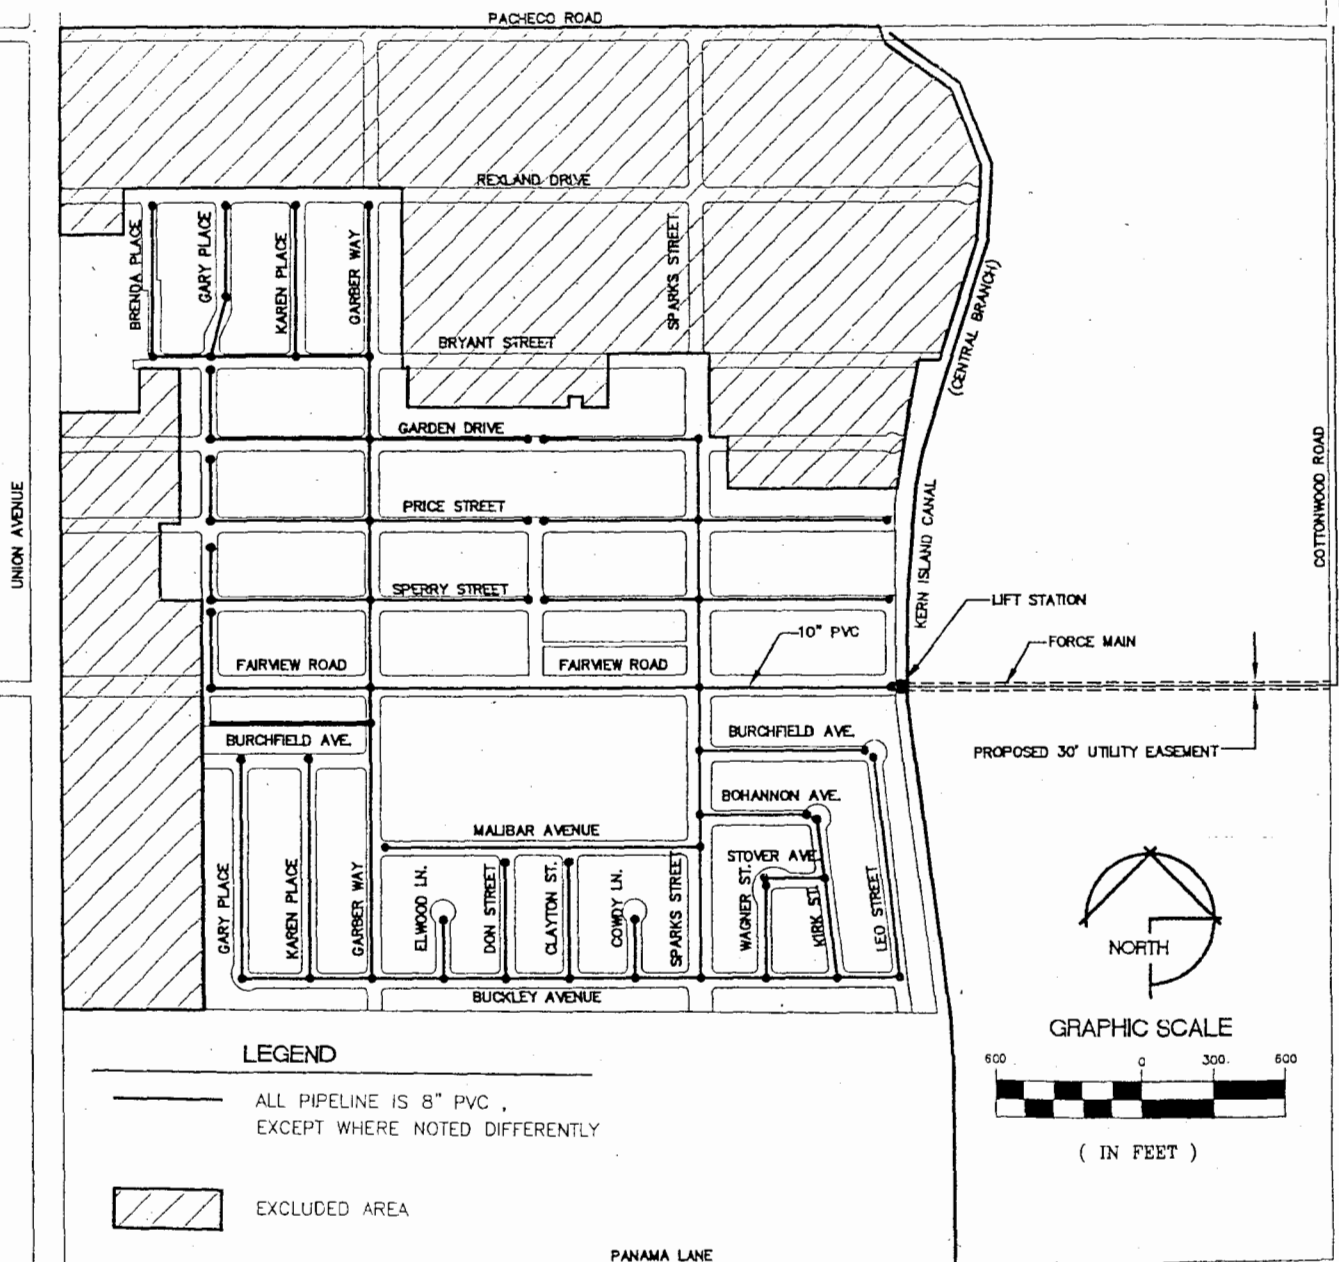 PACHECO ROAD
REXLAND DRIVE
BRENDA PLACE
GARY PLACE
KAREN PLACE
GARBER WAY
SPARKS STREET
(CENTRAL BRANCH)
BRYANT STREET
GARDEN DRIVE
UNION AVENUE
COTTONWOOD ROAD
PRICE STREET
KERN ISLAND CANAL
SPERRY STREET
LIFT STATION
10" PVC
FORCE MAIN
FAIRVIEW ROAD
FAIRVIEW ROAD
BURCHFIELD AVE.
BURCHFIELD AVE.
PROPOSED 30' UTILITY EASEMENT
BOHANNON AVE.
MALIBAR AVENUE
STOVER AVE.
GARY PLACE
KAREN PLACE
GARBER WAY
ELWOOD LN.
DON STREET
CLAYTON ST.
COWDY LN.
SPARKS STREET
WAGNER ST.
KIRK ST.
LEO STREET
NORTH
BUCKLEY AVENUE
GRAPHIC SCALE
600 0 300 600
( IN FEET )
LEGEND
ALL PIPELINE IS 8" PVC ,
EXCEPT WHERE NOTED DIFFERENTLY
EXCLUDED AREA
PANAMA LANE